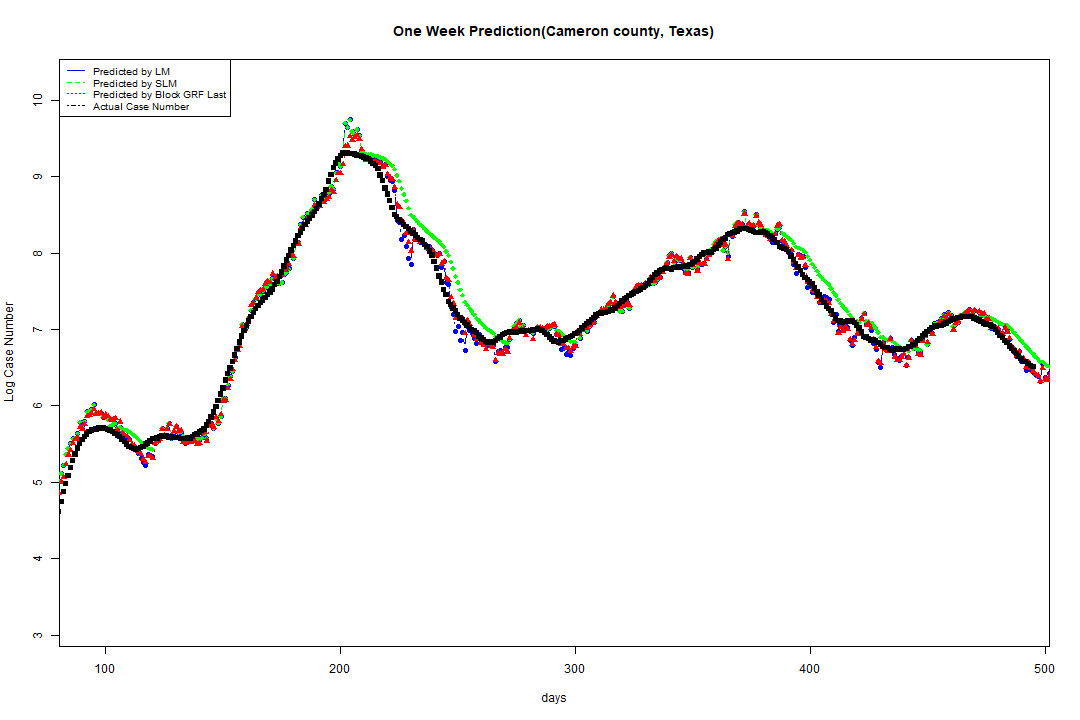 One Week Prediction(Cameron county, Texas)
Predicted by LM
Predicted by SLM
Predicted by Block GRF Last
Actual Case Number
10
9
8
7
6
5
4
3
Log Case Number
100 200 300 400 500
days